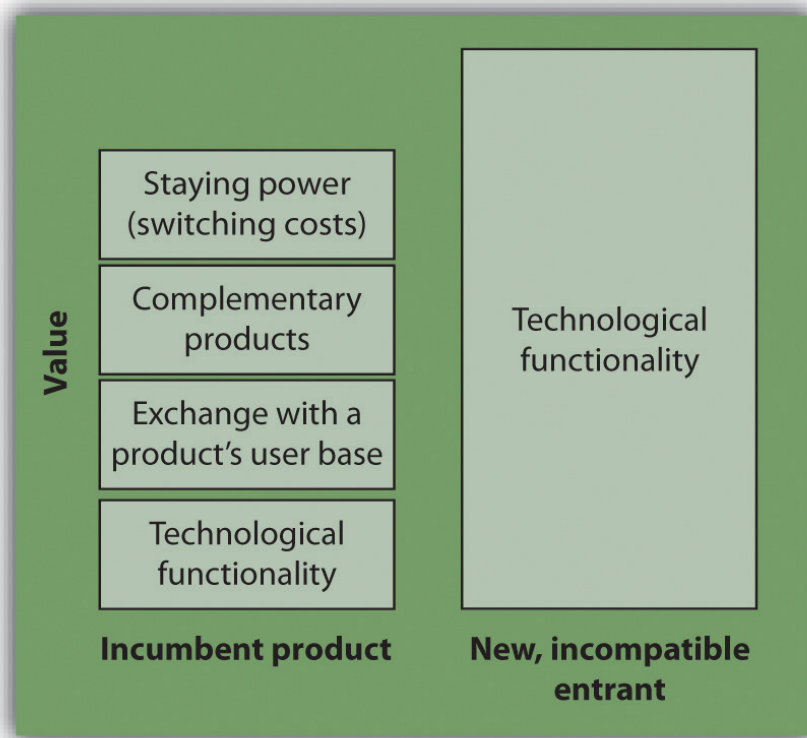 Value
Staying power
(switching costs)
Complementary
products
Exchange with a
product's user base
Technological
functionality
Incumbent product
Technological
functionality
New, incompatible
entrant